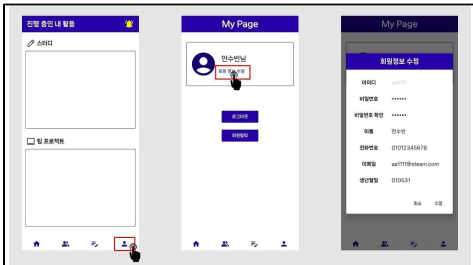 진행 중인 내 활동
스터디
팀 프로젝트
My Page
안수빈님
회원 정보 수정
로그아웃
회원탈퇴
My Page
회원정보 수정
아이디
비밀번호 ••••••
비밀번호 확인 ••••••
이름 안수빈
전화번호 01012345678
이메일 aa1111@steam.com
생년월일 010531
취소 수정